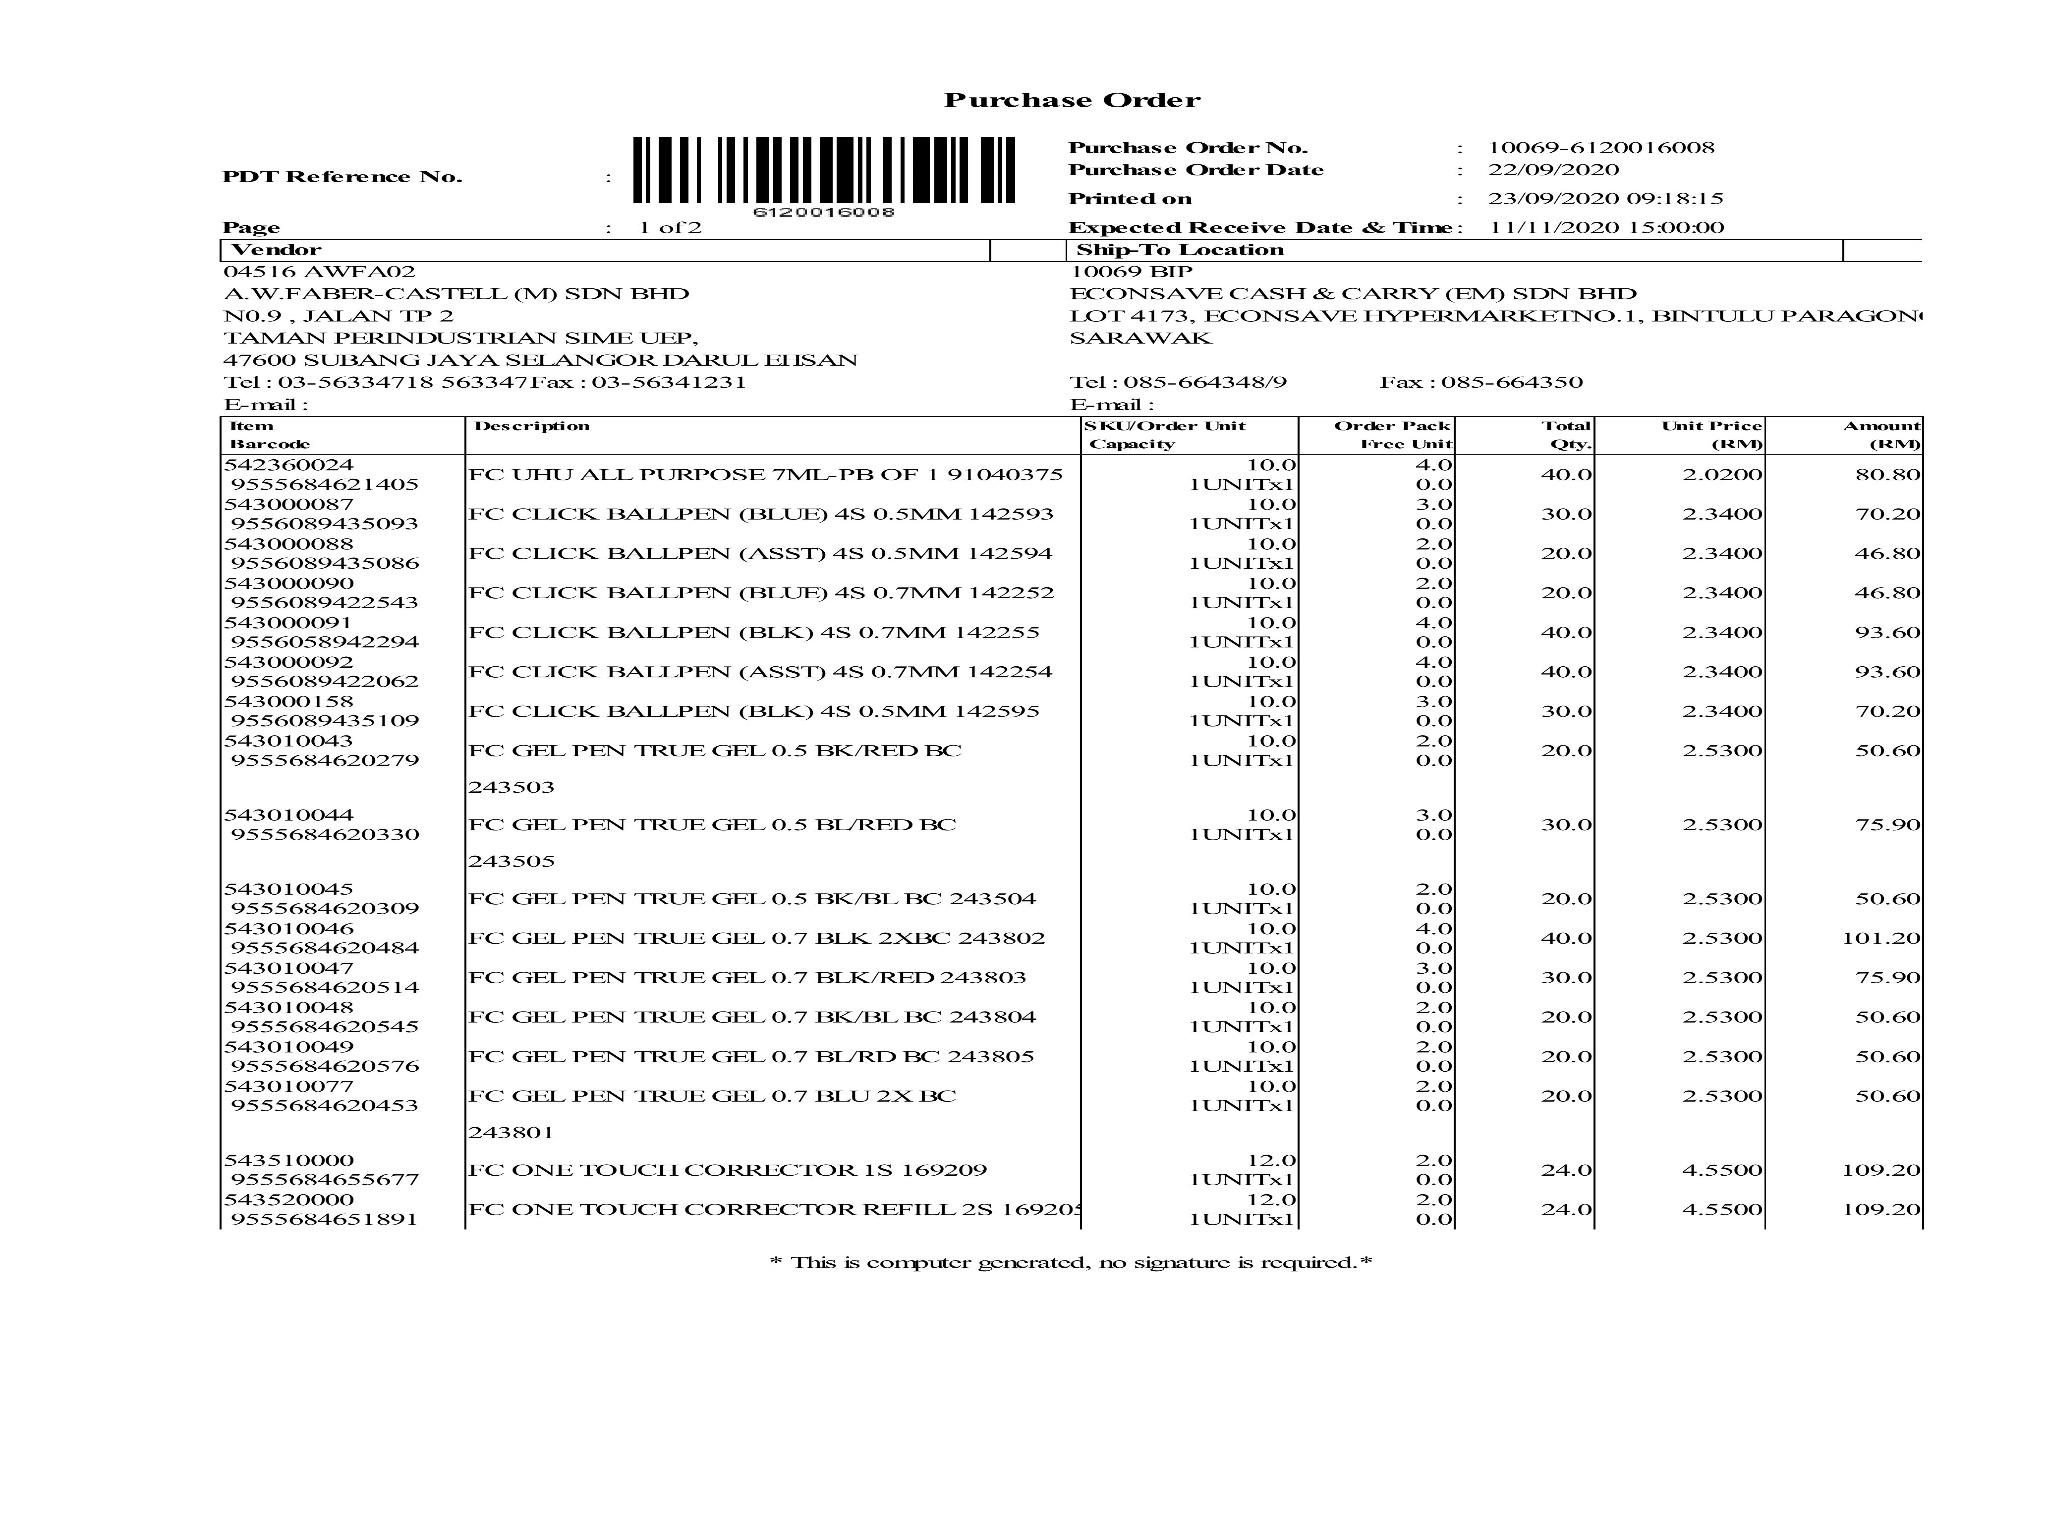 Purchase Order
PDT Reference No. :
6120016008
Purchase Order No. : 10069-6120016008
Purchase Order Date : 22/09/2020
Printed on : 23/09/2020 09:18:15
Page : 1 of 2
Expected Receive Date & Time : 11/11/2020 15:00:00
Vendor
04516 AWFA02
A.W.FABER-CASTELL (M) SDN BHD
N0.9 , JALAN TP 2
TAMAN PERINDUSTRIAN SIME UEP,
47600 SUBANG JAYA SELANGOR DARUL EHSAN
Tel : 03-56334718 563347Fax : 03-56341231
E-mail :
Ship-To Location
10069 BIP
ECONSAVE CASH & CARRY (EM) SDN BHD
LOT 4173, ECONSAVE HYPERMARKETNO.1, BINTULU PARAGON
SARAWAK
Tel : 085-664348/9 Fax : 085-664350
E-mail :
Item Description SKU/Order Unit Order Pack Total Unit Price Amount
Barcode Capacity Free Unit Qty. (RM) (RM)
542360024 10.0 4.0
FC UHU ALL PURPOSE 7ML-PB OF 1 91040375 40.0 2.0200 80.80
9555684621405 1UNITx1 0.0
543000087 10.0 3.0
FC CLICK BALLPEN (BLUE) 4S 0.5MM 142593 30.0 2.3400 70.20
9556089435093 1UNITx1 0.0
543000088 10.0 2.0
FC CLICK BALLPEN (ASST) 4S 0.5MM 142594 20.0 2.3400 46.80
9556089435086 1UNITx1 0.0
543000090 10.0 2.0
FC CLICK BALLPEN (BLUE) 4S 0.7MM 142252 20.0 2.3400 46.80
9556089422543 1UNITx1 0.0
543000091 10.0 4.0
FC CLICK BALLPEN (BLK) 4S 0.7MM 142255 40.0 2.3400 93.60
9556058942294 1UNITx1 0.0
543000092 10.0 4.0
FC CLICK BALLPEN (ASST) 4S 0.7MM 142254 40.0 2.3400 93.60
9556089422062 1UNITx1 0.0
543000158 10.0 3.0
FC CLICK BALLPEN (BLK) 4S 0.5MM 142595 30.0 2.3400 70.20
9556089435109 1UNITx1 0.0
543010043 10.0 2.0
FC GEL PEN TRUE GEL 0.5 BK/RED BC 20.0 2.5300 50.60
9555684620279 1UNITx1 0.0
243503
543010044 10.0 3.0
FC GEL PEN TRUE GEL 0.5 BL/RED BC 30.0 2.5300 75.90
9555684620330 1UNITx1 0.0
243505
543010045 10.0 2.0
FC GEL PEN TRUE GEL 0.5 BK/BL BC 243504 20.0 2.5300 50.60
9555684620309 1UNITx1 0.0
543010046 10.0 4.0
FC GEL PEN TRUE GEL 0.7 BLK 2XBC 243802 40.0 2.5300 101.20
9555684620484 1UNITx1 0.0
543010047 10.0 3.0
FC GEL PEN TRUE GEL 0.7 BLK/RED 243803 30.0 2.5300 75.90
9555684620514 1UNITx1 0.0
543010048 10.0 2.0
FC GEL PEN TRUE GEL 0.7 BK/BL BC 243804 20.0 2.5300 50.60
9555684620545 1UNITx1 0.0
543010049 10.0 2.0
FC GEL PEN TRUE GEL 0.7 BL/RD BC 243805 20.0 2.5300 50.60
9555684620576 1UNITx1 0.0
543010077 10.0 2.0
FC GEL PEN TRUE GEL 0.7 BLU 2X BC 20.0 2.5300 50.60
9555684620453 1UNITx1 0.0
243801
543510000 12.0 2.0
FC ONE TOUCH CORRECTOR 1S 169209 24.0 4.5500 109.20
9555684655677 1UNITx1 0.0
543520000 12.0 2.0
FC ONE TOUCH CORRECTOR REFILL 2S 169205 24.0 4.5500 109.20
9555684651891 1UNITx1 0.0
* This is computer generated, no signature is required.*